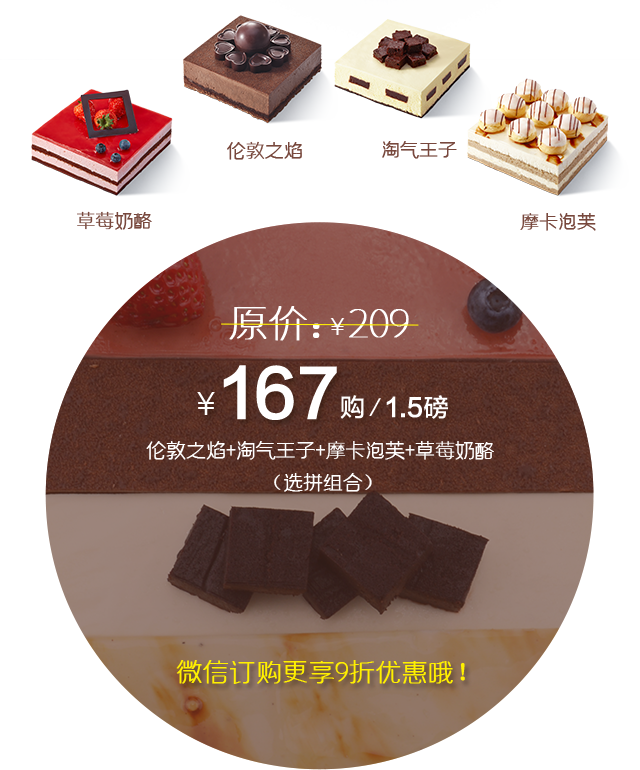 伦敦之焰
淘气王子
草莓奶酪
摩卡泡芙
原价：¥209
¥167购/1.5磅
伦敦之焰+淘气王子+摩卡泡芙+草莓奶酪
（选拼组合）
微信订购更享9折优惠哦！